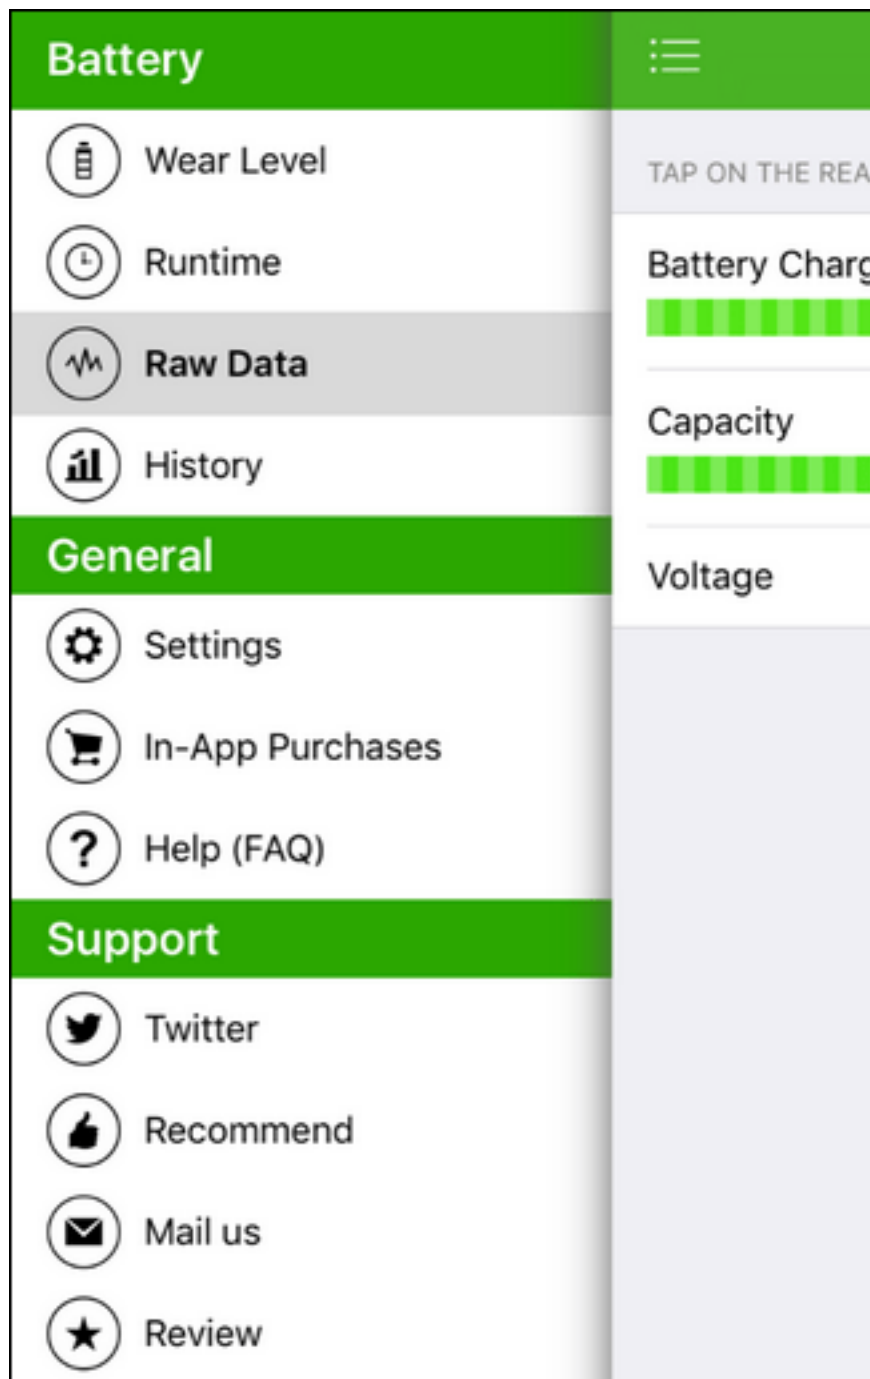 Battery
Wear Level
Runtime
Raw Data
History
General
Settings
In-App Purchases
Help (FAQ)
Support
Twitter
Recommend
Mail us
Review
TAP ON THE REA
Battery Charg
Capacity
Voltage